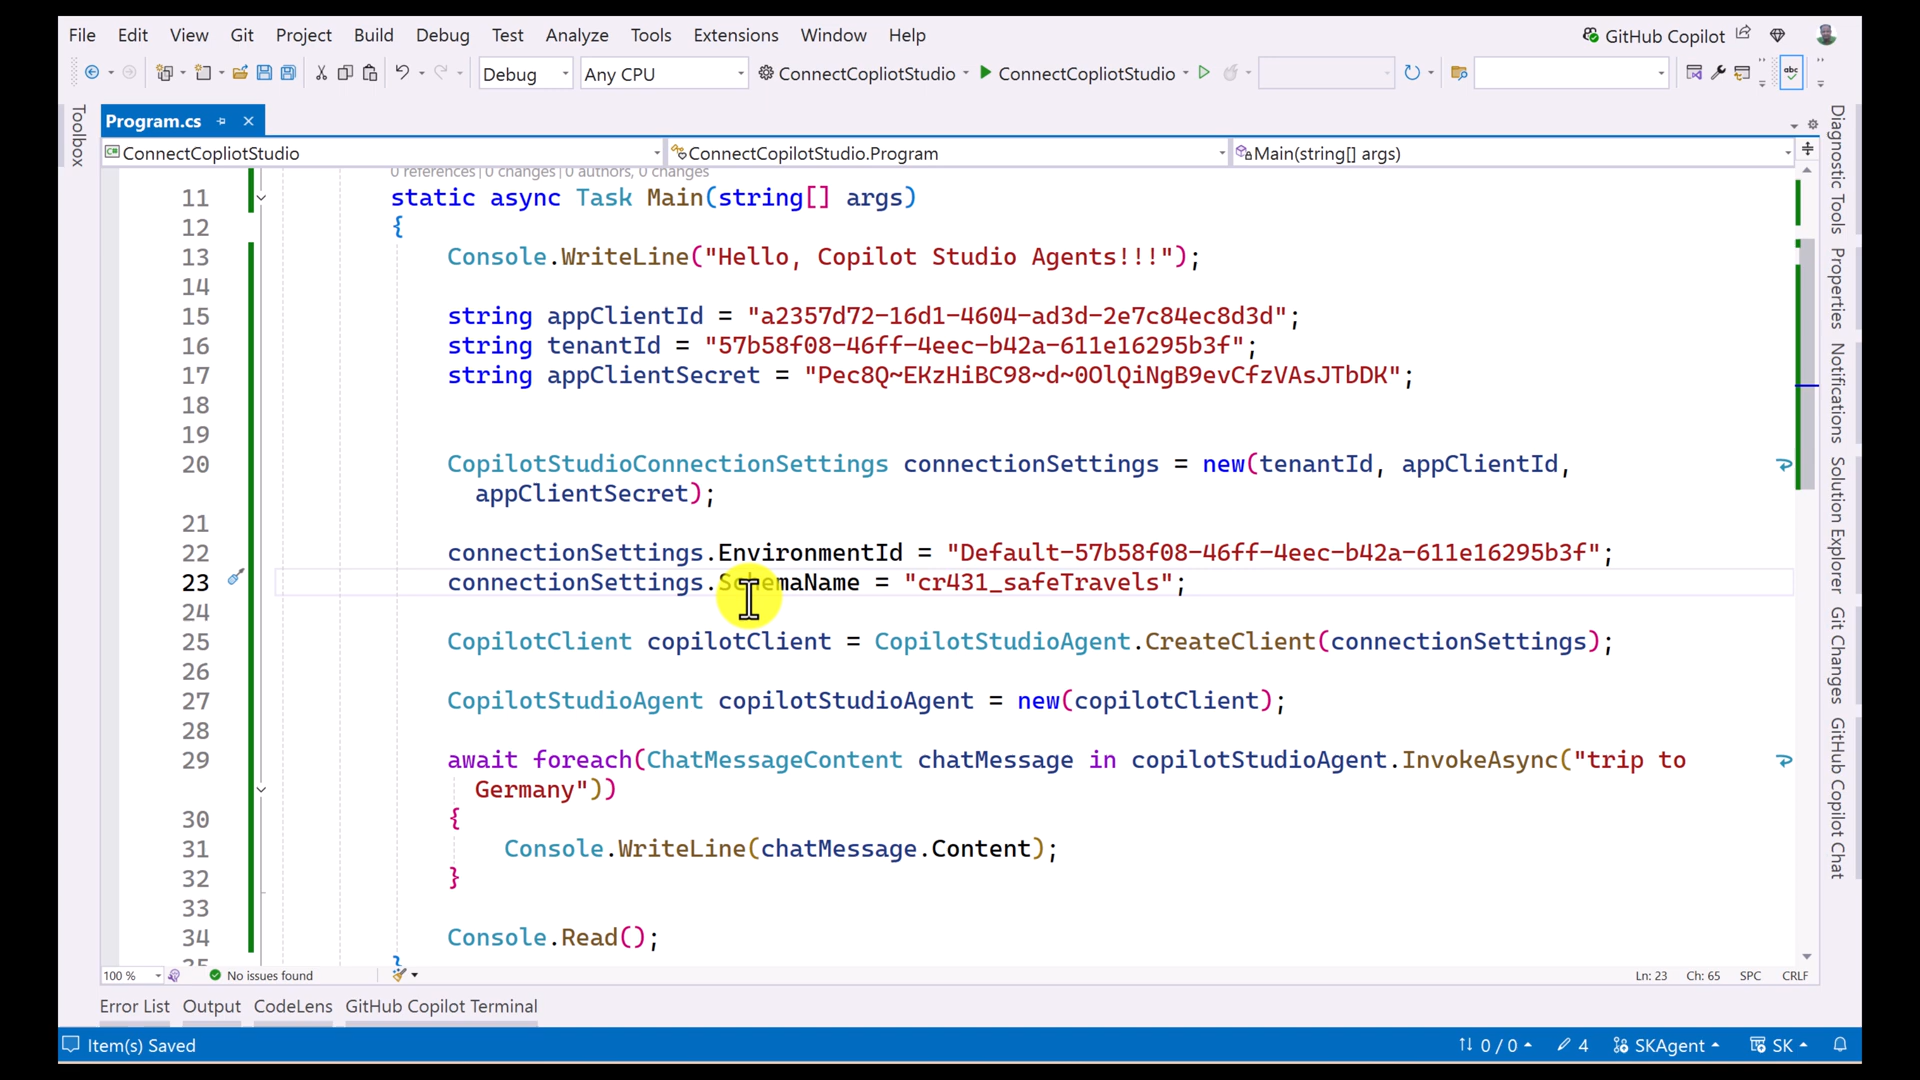 File Edit View Git Project Build Debug Test Analyze Tools Extensions Window Help GitHub Copilot
Debug Any CPU ConnectCopliotStudio ConnectCopliotStudio
Toolbox
Program.cs
ConnectCopliotStudio ConnectCopilotStudio.Program Main(string[] args)
0 references | 0 changes | 0 authors, 0 changes
11 static async Task Main(string[] args)
12 {
13 Console.WriteLine("Hello, Copilot Studio Agents!!!");
14
15 string appClientId = "a2357d72-16d1-4604-ad3d-2e7c84ec8d3d";
16 string tenantId = "57b58f08-46ff-4eec-b42a-611e16295b3f";
17 string appClientSecret = "Pec8Q~EKzHiBC98~d~0OlQiNgB9evCfzVAsJTbDK";
18
19
20 CopilotStudioConnectionSettings connectionSettings = new(tenantId, appClientId,
appClientSecret);
21
22 connectionSettings.EnvironmentId = "Default-57b58f08-46ff-4eec-b42a-611e16295b3f";
23 connectionSettings.SchemaName = "cr431_safeTravels";
24
25 CopilotClient copilotClient = CopilotStudioAgent.CreateClient(connectionSettings);
26
27 CopilotStudioAgent copilotStudioAgent = new(copilotClient);
28
29 await foreach(ChatMessageContent chatMessage in copilotStudioAgent.InvokeAsync("trip to
Germany"))
30 {
31 Console.WriteLine(chatMessage.Content);
32 }
33
34 Console.Read();
35 }
100 % No issues found Ln: 23 Ch: 65 SPC CRLF
Error List Output CodeLens GitHub Copilot Terminal
Item(s) Saved 0 / 0 4 SKAgent SK
Diagnostic Tools
Properties
Notifications
Solution Explorer
Git Changes
GitHub Copilot Chat